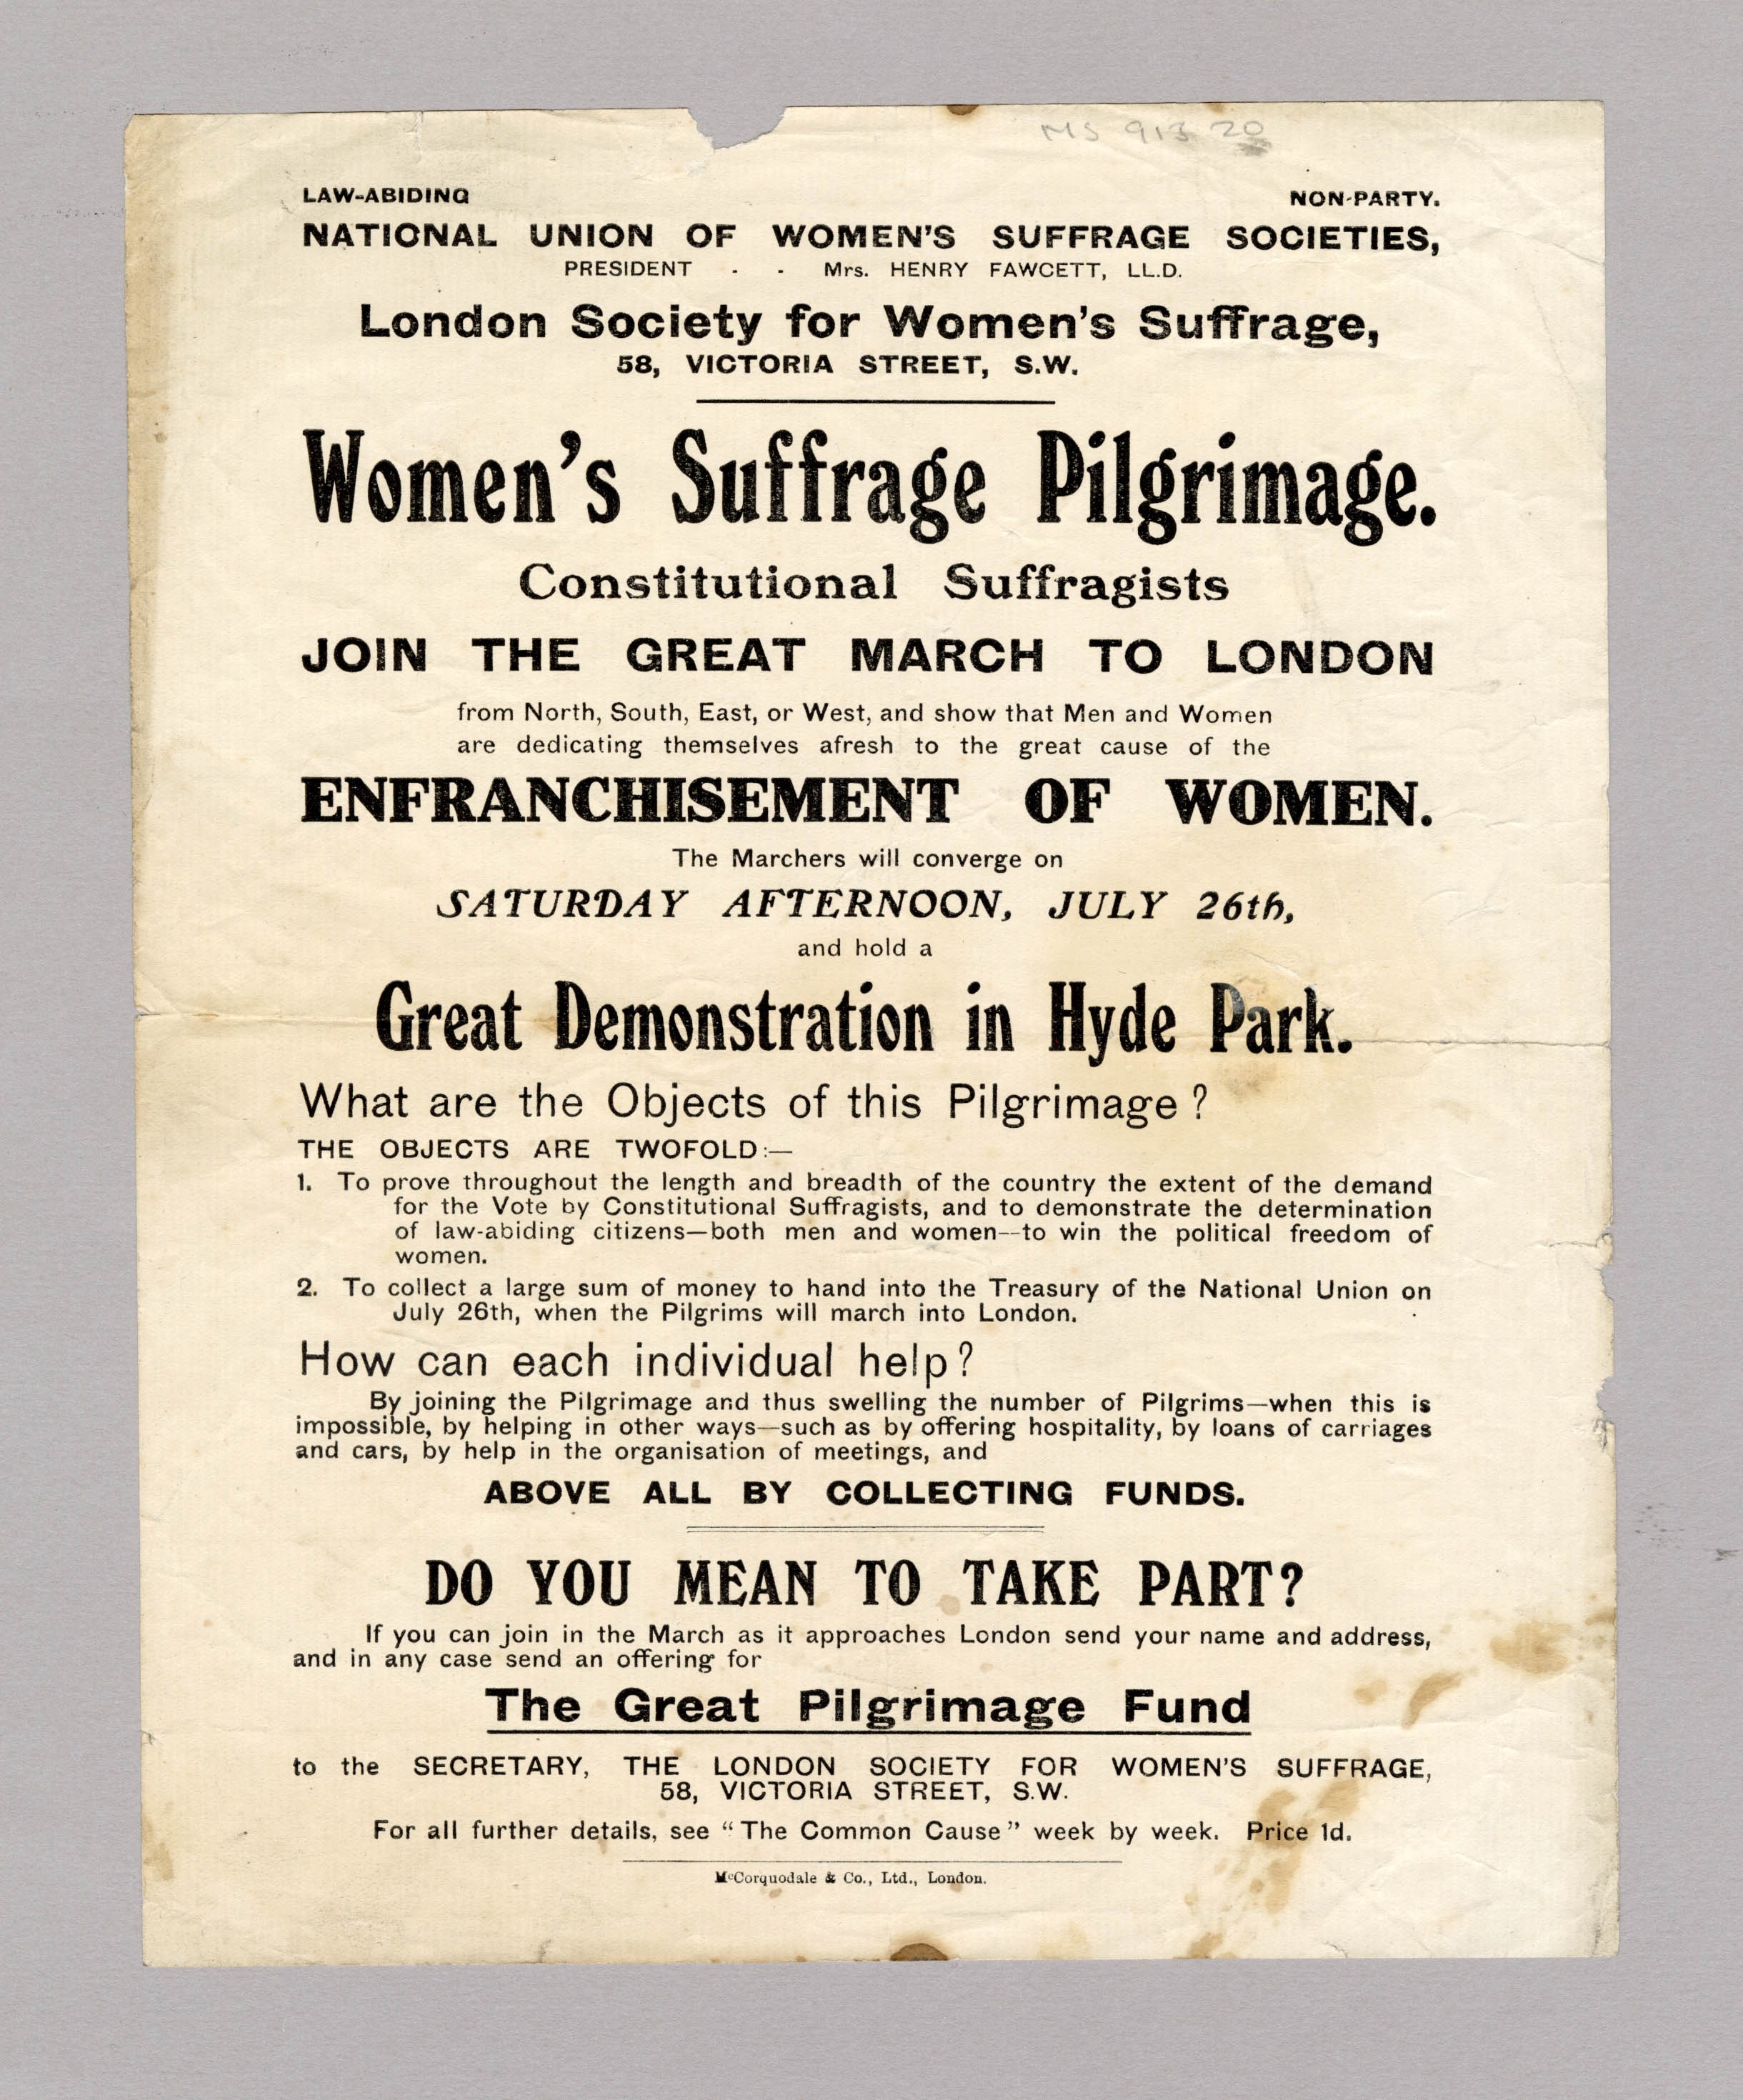 MS 913 20
LAW-ABIDING NON-PARTY.
NATIONAL UNION OF WOMEN'S SUFFRAGE SOCIETIES,
PRESIDENT - - Mrs. HENRY FAWCETT, LL.D.
London Society for Women's Suffrage,
58, VICTORIA STREET, S.W.
Women's Suffrage Pilgrimage.
Constitutional Suffragists
JOIN THE GREAT MARCH TO LONDON
from North, South, East, or West, and show that Men and Women
are dedicating themselves afresh to the great cause of the
ENFRANCHISEMENT OF WOMEN.
The Marchers will converge on
SATURDAY AFTERNOON, JULY 26th,
and hold a
Great Demonstration in Hyde Park.
What are the Objects of this Pilgrimage?
THE OBJECTS ARE TWOFOLD:—
1. To prove throughout the length and breadth of the country the extent of the demand
for the Vote by Constitutional Suffragists, and to demonstrate the determination
of law-abiding citizens—both men and women—to win the political freedom of
women.
2. To collect a large sum of money to hand into the Treasury of the National Union on
July 26th, when the Pilgrims will march into London.
How can each individual help?
By joining the Pilgrimage and thus swelling the number of Pilgrims—when this is
impossible, by helping in other ways—such as by offering hospitality, by loans of carriages
and cars, by help in the organisation of meetings, and
ABOVE ALL BY COLLECTING FUNDS.
DO YOU MEAN TO TAKE PART?
If you can join in the March as it approaches London send your name and address,
and in any case send an offering for
The Great Pilgrimage Fund
to the SECRETARY, THE LONDON SOCIETY FOR WOMEN'S SUFFRAGE,
58, VICTORIA STREET, S.W.
For all further details, see "The Common Cause" week by week. Price 1d.
McCorquodale & Co., Ltd., London.